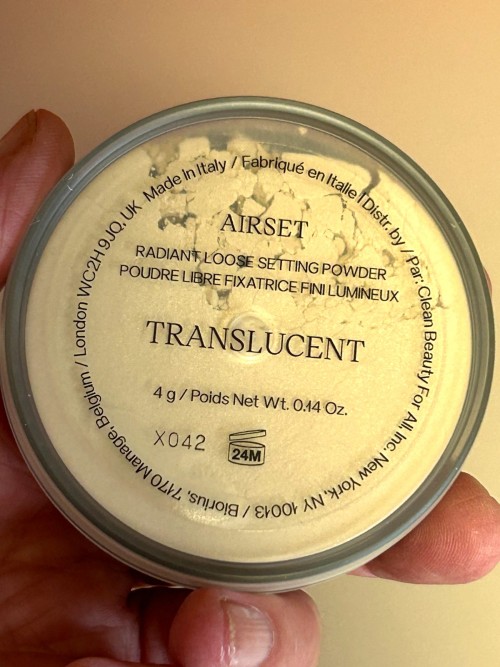 AIRSET
RADIANT LOOSE SETTING POWDER
POUDRE LIBRE FIXATRICE FINI LUMINEUX
TRANSLUCENT
4 g / Poids Net Wt. 0.14 Oz.
X042
24M
Made In Italy / Fabriqué en Italie / Distr. by / Par: Clean Beauty For All, Inc. New York, NY 10013 / Biorius, 7170 Manage, Belgium / London WC2H 9JQ, UK